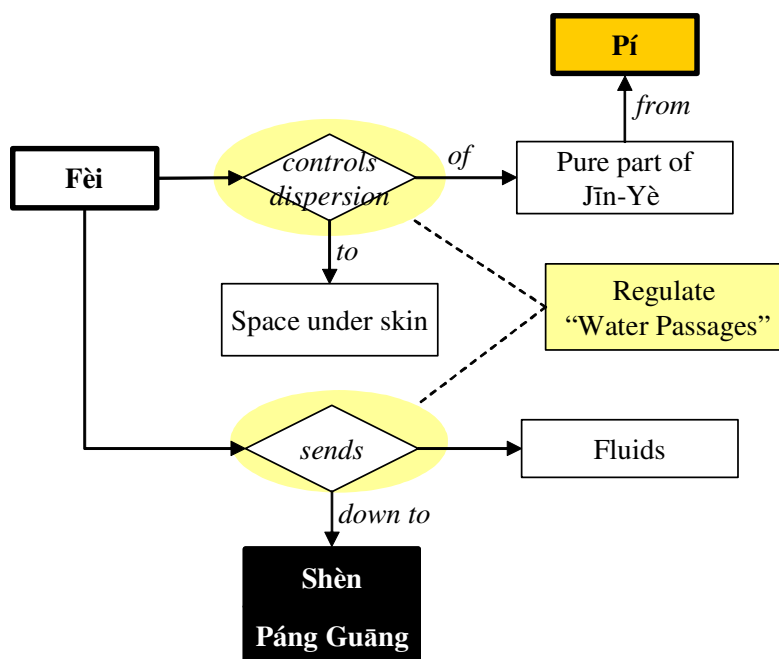 Pí
from
Fèi
controls
dispersion
of
Pure part of
Jīn-Yè
to
Space under skin
Regulate
“Water Passages”
sends
Fluids
down to
Shèn
Páng Guāng